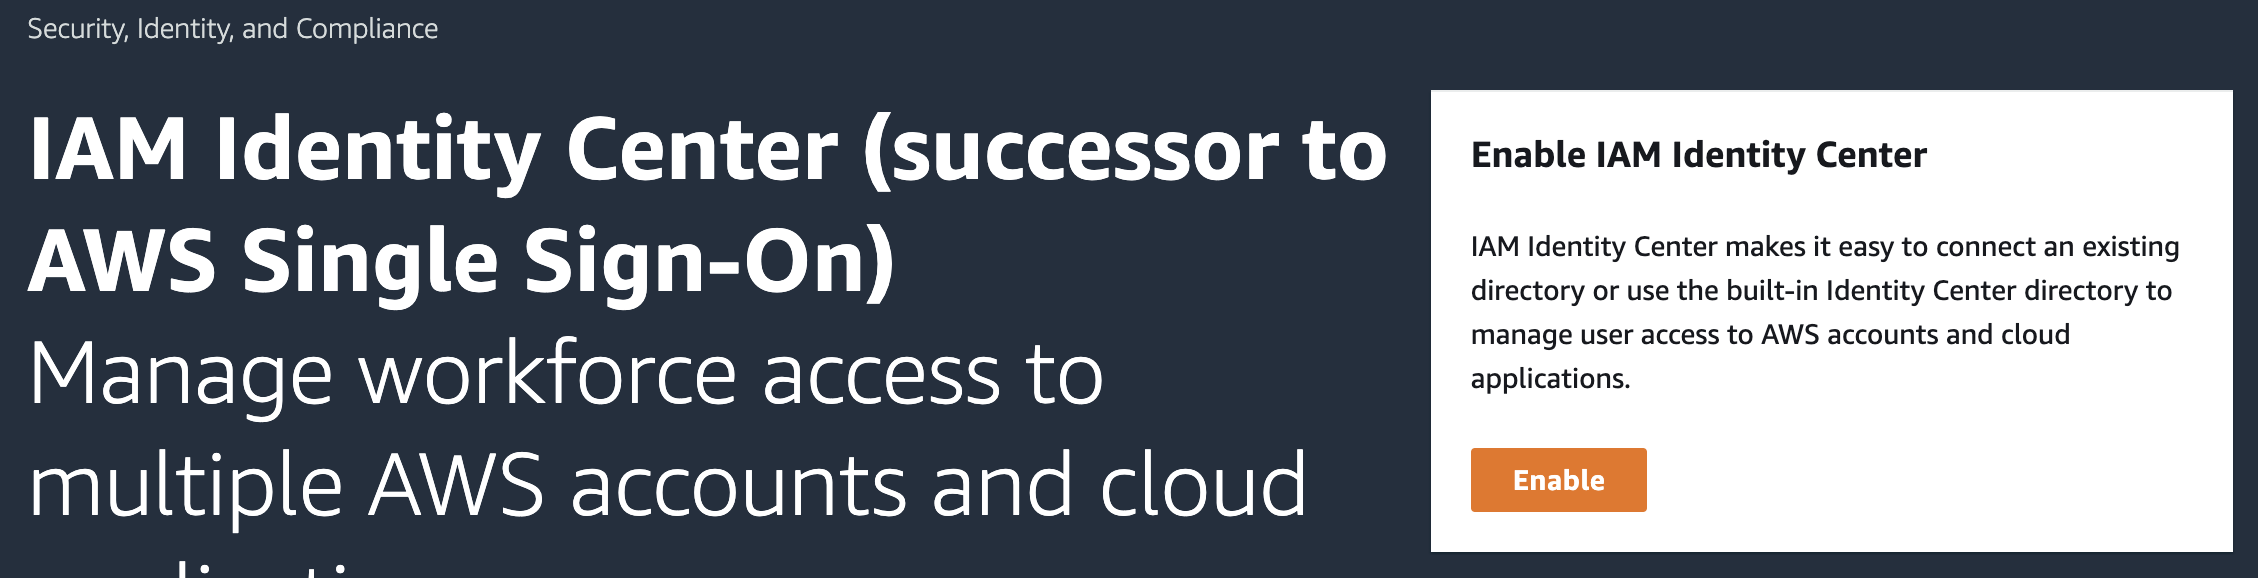 Security, Identity, and Compliance
IAM Identity Center (successor to
AWS Single Sign-On)
Manage workforce access to
multiple AWS accounts and cloud
Enable IAM Identity Center
IAM Identity Center makes it easy to connect an existing
directory or use the built-in Identity Center directory to
manage user access to AWS accounts and cloud
applications.
Enable